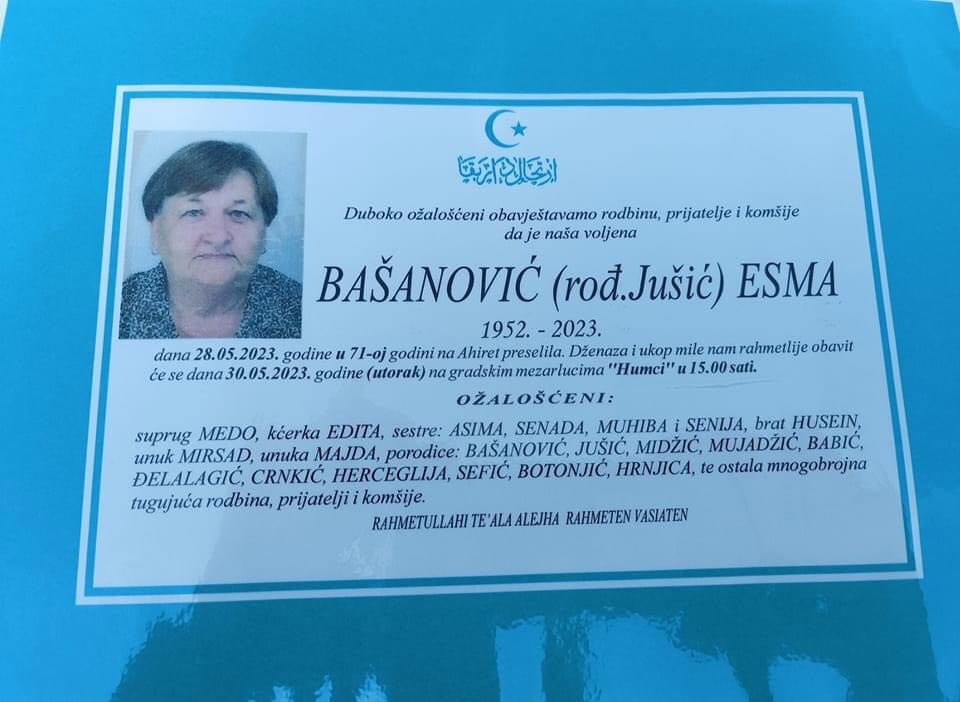 Duboko ožalošćeni obavještavamo rodbinu, prijatelje i komšije
da je naša voljena
BAŠANOVIĆ (rođ.Jušić) ESMA
1952. - 2023.
dana 28.05.2023. godine u 71-oj godini na Ahiret preselila. Dženaza i ukop mile nam rahmetlije obavit
će se dana 30.05.2023. godine (utorak) na gradskim mezarlucima "Humci" u 15.00 sati.
OŽALOŠĆENI:
suprug MEDO, kćerka EDITA, sestre: ASIMA, SENADA, MUHIBA i SENIJA, brat HUSEIN,
unuk MIRSAD, unuka MAJDA, porodice: BAŠANOVIĆ, JUŠIĆ, MIDŽIĆ, MUJADŽIĆ, BABIĆ,
ĐELALAGIĆ, CRNKIĆ, HERCEGLIJA, SEFIĆ, BOTONJIĆ, HRNJICA, te ostala mnogobrojna
tugujuća rodbina, prijatelji i komšije.
RAHMETULLAHI TE'ALA ALEJHA RAHMETEN VASIATEN